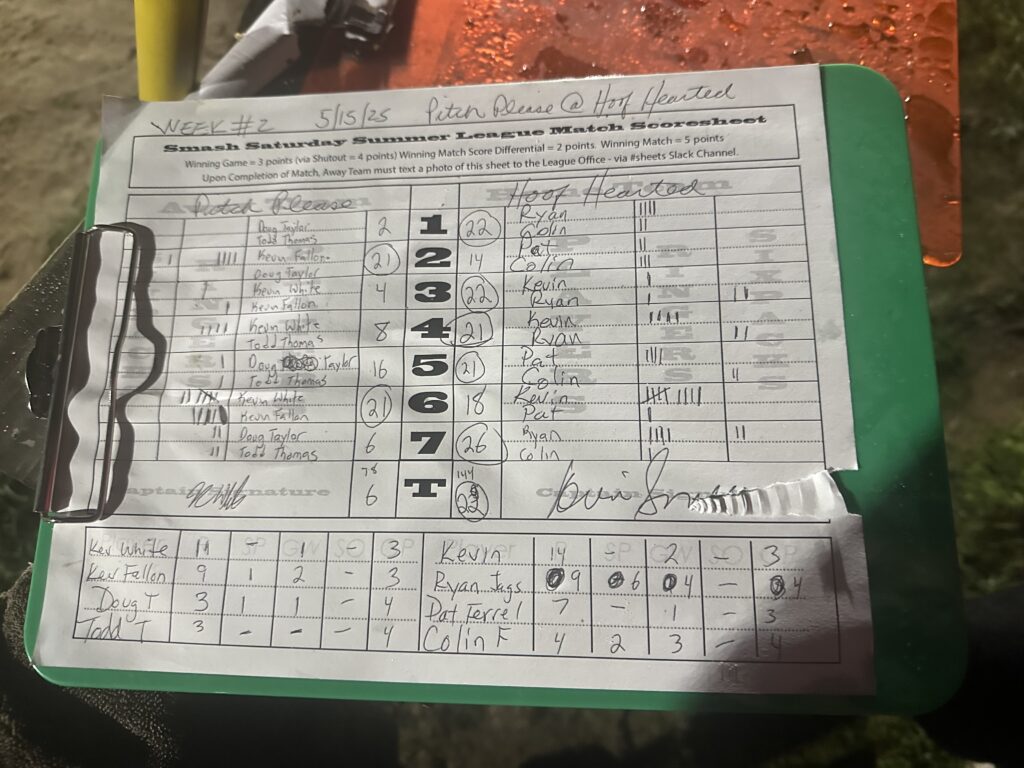 WEEK #2 5/15/25 Pitch Please @ Hoof Hearted
Smash Saturday Summer League Match Scoresheet
Winning Game = 3 points (via Shutout = 4 points) Winning Match Score Differential = 2 points. Winning Match = 5 points
Upon Completion of Match, Away Team must text a photo of this sheet to the League Office - via #sheets Slack Channel.
Pitch Please Hoof Hearted
Doug Taylor 2 1 22 Ryan
Todd Thomas Colin
Kevin Fallon 21 2 14 Pat
Doug Taylor Colin
Kevin White 4 3 22 Kevin
Kevin Fallon Ryan
Kevin White 8 4 21 Kevin
Todd Thomas Ryan
Doug Taylor 16 5 21 Pat
Todd Thomas Colin
Kevin White 21 6 18 Kevin
Kevin Fallon Pat
Doug Taylor 6 7 26 Ryan
Todd Thomas Colin
78 144
Captain Signature 6 T
Kev White 11 - 1 - 3 Kevin 14 - 2 - 3
Kev Fallon 9 1 2 - 3 Ryan Jags 9 6 4 - 4
Doug T 3 1 1 - 4 Pat Ferrel 7 - 1 - 3
Todd T 3 - - - 4 Colin F 4 2 3 - 4